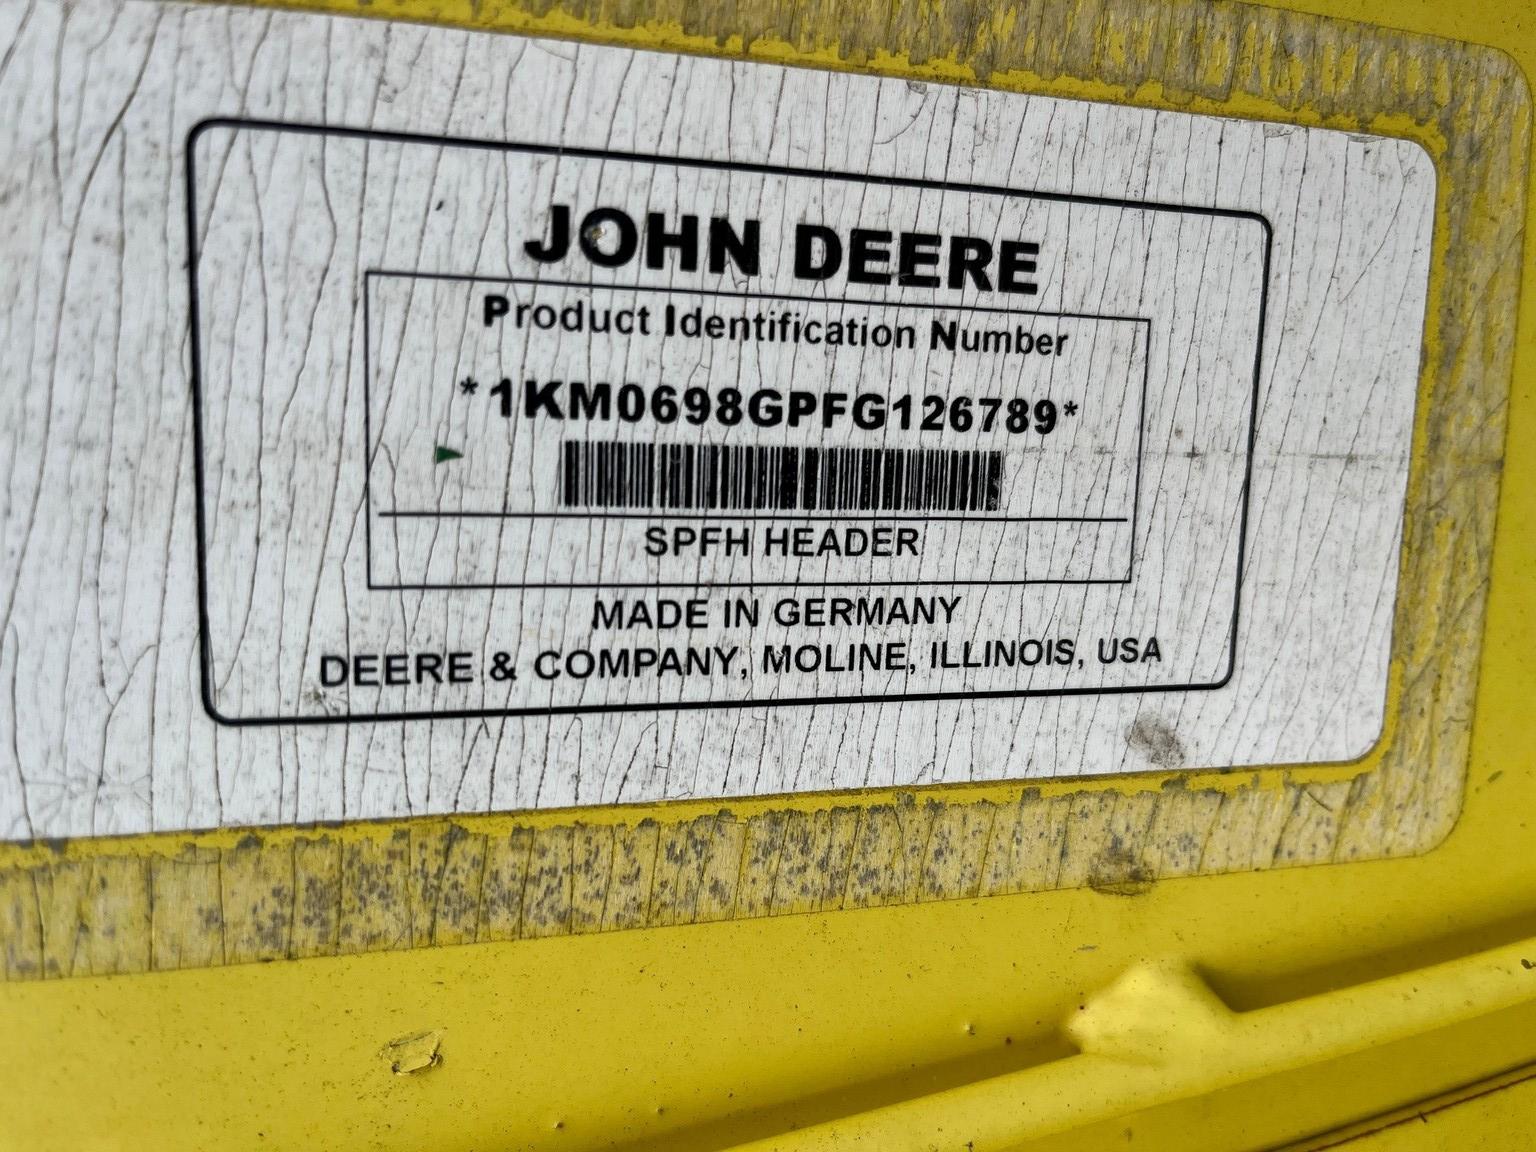 JOHN DEERE
Product Identification Number
*1KM0698GPFG126789*
SPFH HEADER
MADE IN GERMANY
DEERE & COMPANY, MOLINE, ILLINOIS, USA